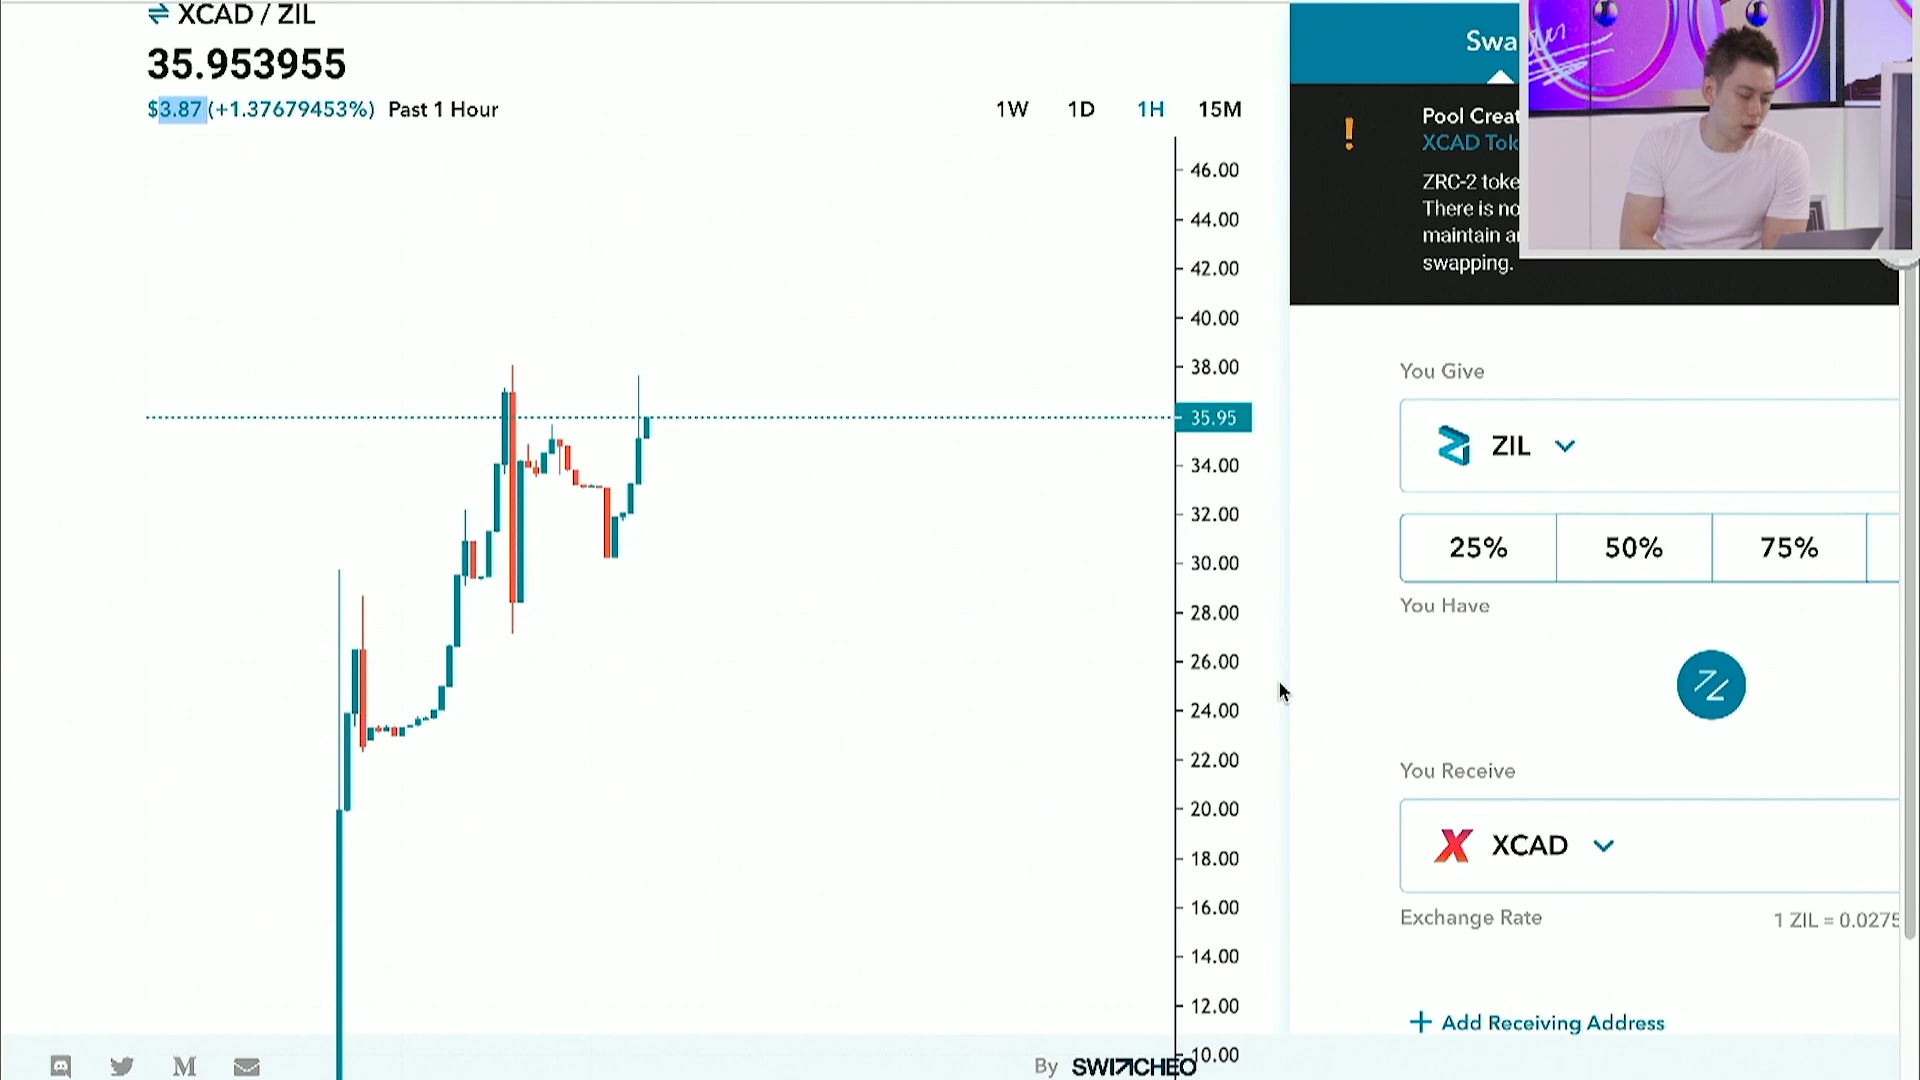 XCAD / ZIL
35.953955
$3.87 (+1.37679453%) Past 1 Hour
1W 1D 1H 15M
46.00
44.00
42.00
40.00
38.00
35.95
34.00
32.00
30.00
28.00
26.00
24.00
22.00
20.00
18.00
16.00
14.00
12.00
10.00
By SWITCHEO
Swa
!
Pool Creat
XCAD Tok
ZRC-2 toke
There is no
maintain a
swapping.
You Give
ZIL
25% 50% 75%
You Have
You Receive
XCAD
Exchange Rate 1 ZIL = 0.0275
+ Add Receiving Address